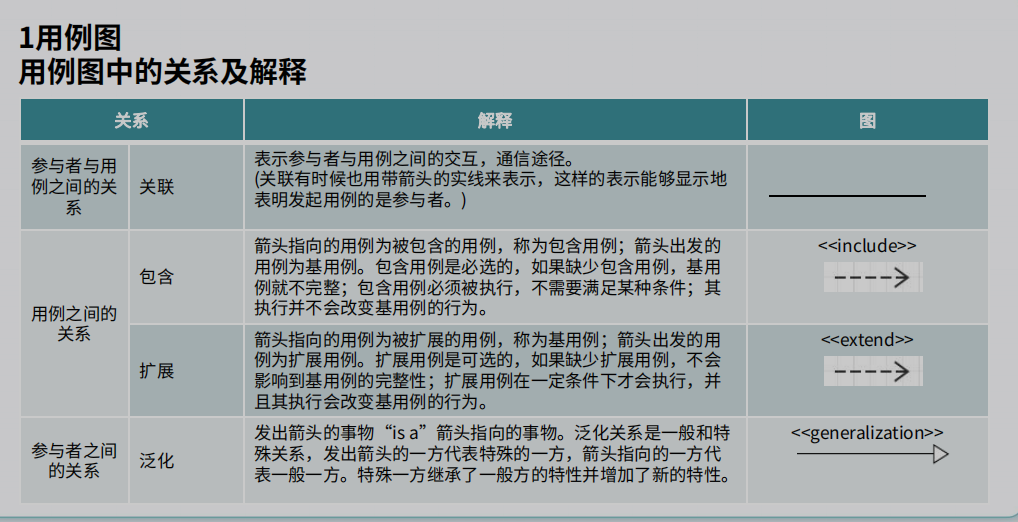 1用例图
用例图中的关系及解释
关系
解释
图
参与者与用
例之间的关
系
关联
表示参与者与用例之间的交互，通信途径。
(关联有时候也用带箭头的实线来表示，这样的表示能够显示地
表明发起用例的是参与者。)
用例之间的
关系
包含
箭头指向的用例为被包含的用例，称为包含用例；箭头出发的
用例为基用例。包含用例是必选的，如果缺少包含用例，基用
例就不完整；包含用例必须被执行，不需要满足某种条件；其
执行并不会改变基用例的行为。
<<include>>
扩展
箭头指向的用例为被扩展的用例，称为基用例；箭头出发的用
例为扩展用例。扩展用例是可选的，如果缺少扩展用例，不会
影响到基用例的完整性；扩展用例在一定条件下才会执行，并
且其执行会改变基用例的行为。
<<extend>>
参与者之间
的关系
泛化
发出箭头的事物“is a”箭头指向的事物。泛化关系是一般和特
殊关系，发出箭头的一方代表特殊的一方，箭头指向的一方代
表一般一方。特殊一方继承了一般方的特性并增加了新的特性。
<<generalization>>